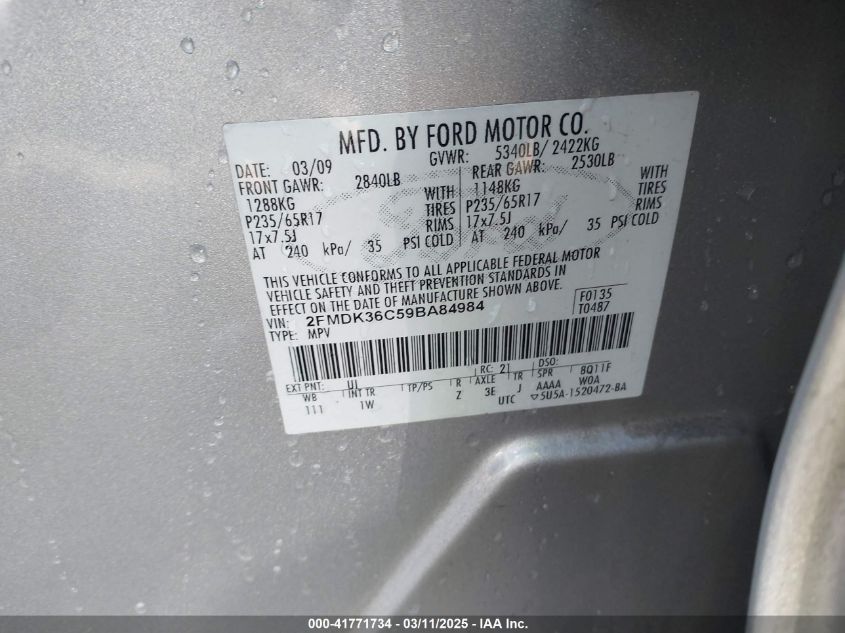 MFD. BY FORD MOTOR CO.
DATE: 03/09 GVWR: 5340LB/ 2422KG
FRONT GAWR: 2840LB REAR GAWR: 2530LB
1288KG WITH 1148KG WITH
P235/65R17 TIRES P235/65R17 TIRES
17x7.5J RIMS 17x7.5J RIMS
AT 240 kPa/ 35 PSI COLD AT 240 kPa/ 35 PSI COLD
THIS VEHICLE CONFORMS TO ALL APPLICABLE FEDERAL MOTOR
VEHICLE SAFETY AND THEFT PREVENTION STANDARDS IN
EFFECT ON THE DATE OF MANUFACTURE SHOWN ABOVE.
VIN: 2FMDK36C59BA84984 F0135
TYPE: MPV T0487
EXT PNT: UI RC: 21 DSO:
WB INT TR TP/PS R AXLE TR SPR 8Q11F
111 1W Z 3E J AAAA W0A
UTC ▽5U5A-1520472-BA
000-41771734 - 03/11/2025 - IAA Inc.